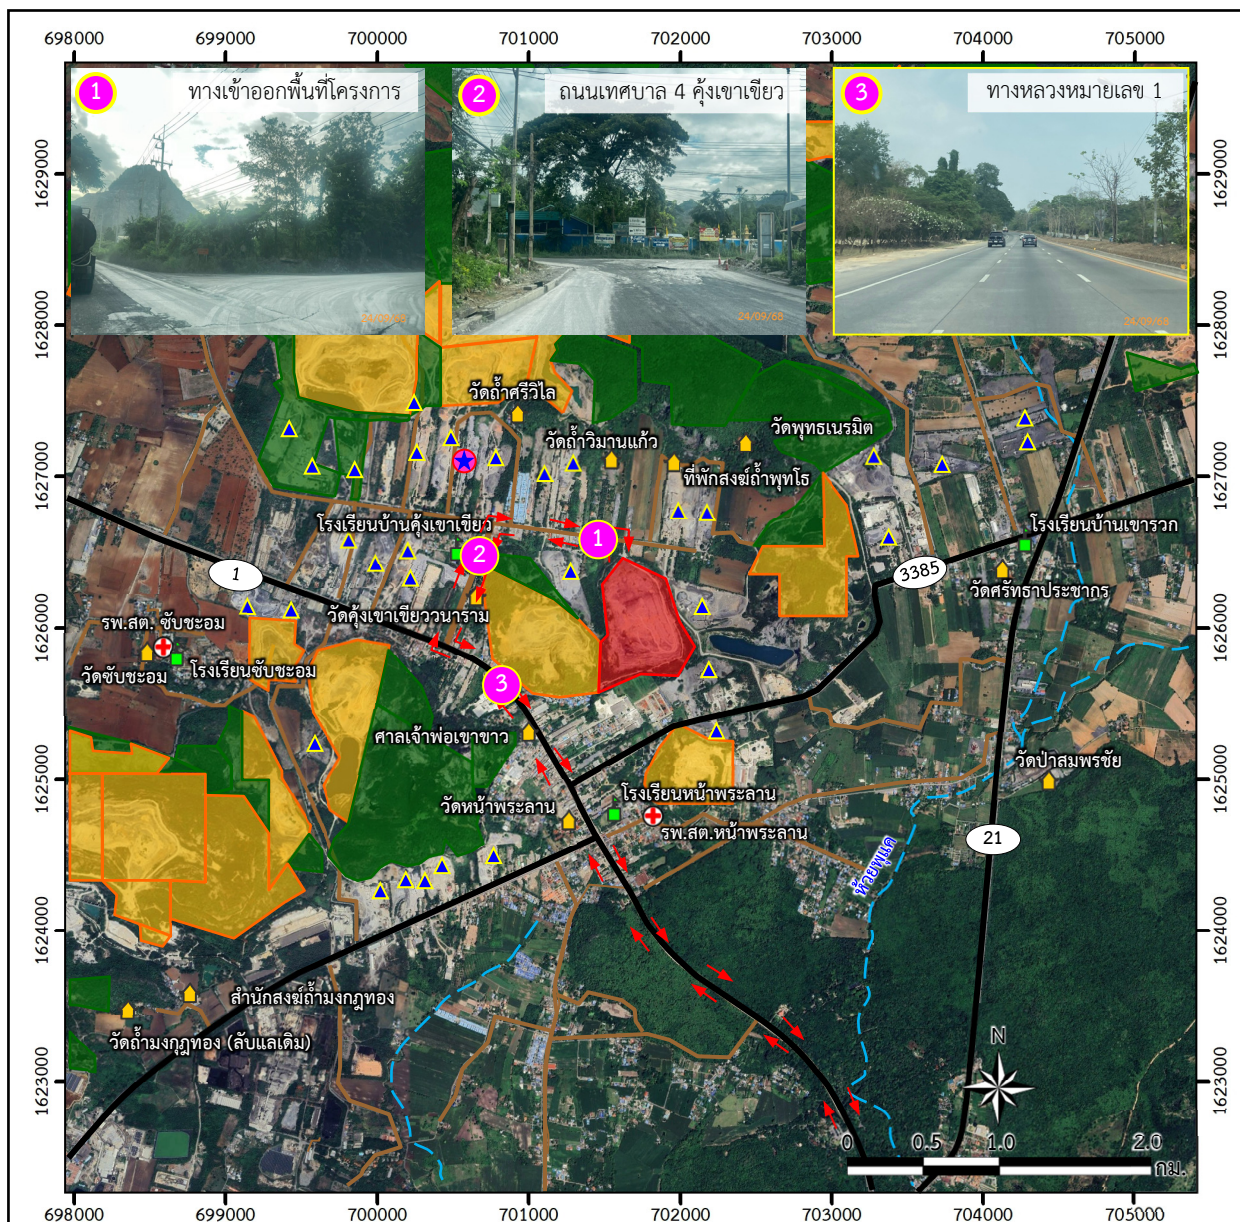 698000 699000 700000 701000 702000 703000 704000 705000
1 ทางเข้าออกพื้นที่โครงการ
2 ถนนเทศบาล 4 คุ้งเขาเขียว
3 ทางหลวงหมายเลข 1
24/09/68
24/09/68
1629000
1629000
1628000
1628000
วัดถ้ำศรีวิไล
วัดพุทธเนรมิต
วัดถ้ำวิมานแก้ว
1627000
1627000
ที่พักสงฆ์ถ้ำพุทโธ
โรงเรียนบ้านคุ้งเขาเขียว
โรงเรียนบ้านเขารวก
1
2
1
3385
วัดศรัทธาประชากร
วัดคุ้งเขาเขียววนาราม
1626000
1626000
รพ.สต. ซับชะอม
โรงเรียนซับชะอม
วัดซับชะอม
3
ศาลเจ้าพ่อเขาขาว
วัดป่าสมพรชัย
1625000
1625000
โรงเรียนหน้าพระลาน
วัดหน้าพระลาน
รพ.สต.หน้าพระลาน
21
ห้วยพุแค
1624000
1624000
สำนักสงฆ์ถ้ำมงกฎทอง
วัดถ้ำมงกุฎทอง (ลับแลเดิม)
N
1623000
1623000
0 0.5 1.0 2.0
กม.
698000 699000 700000 701000 702000 703000 704000 705000